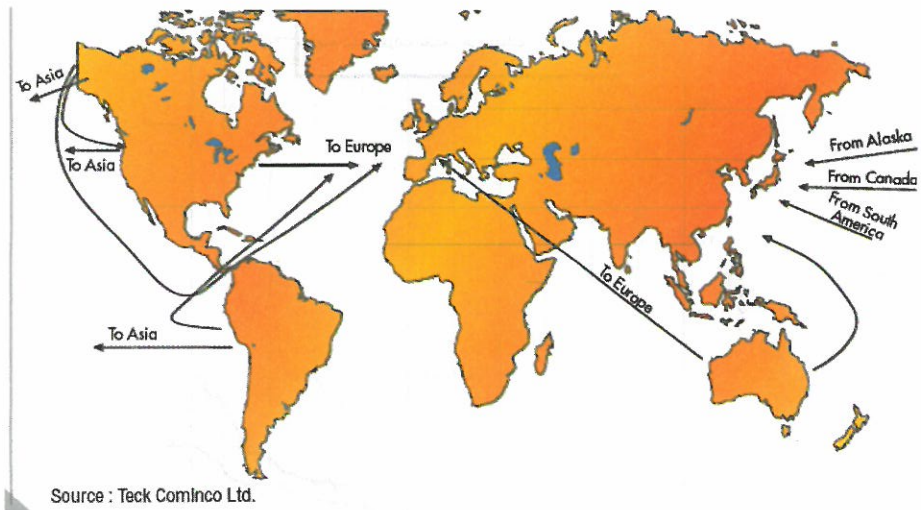 To Asia
To Europe
To Asia
From Alaska
From Canada
From South
America
To Europe
To Asia
Source : Teck Cominco Ltd.